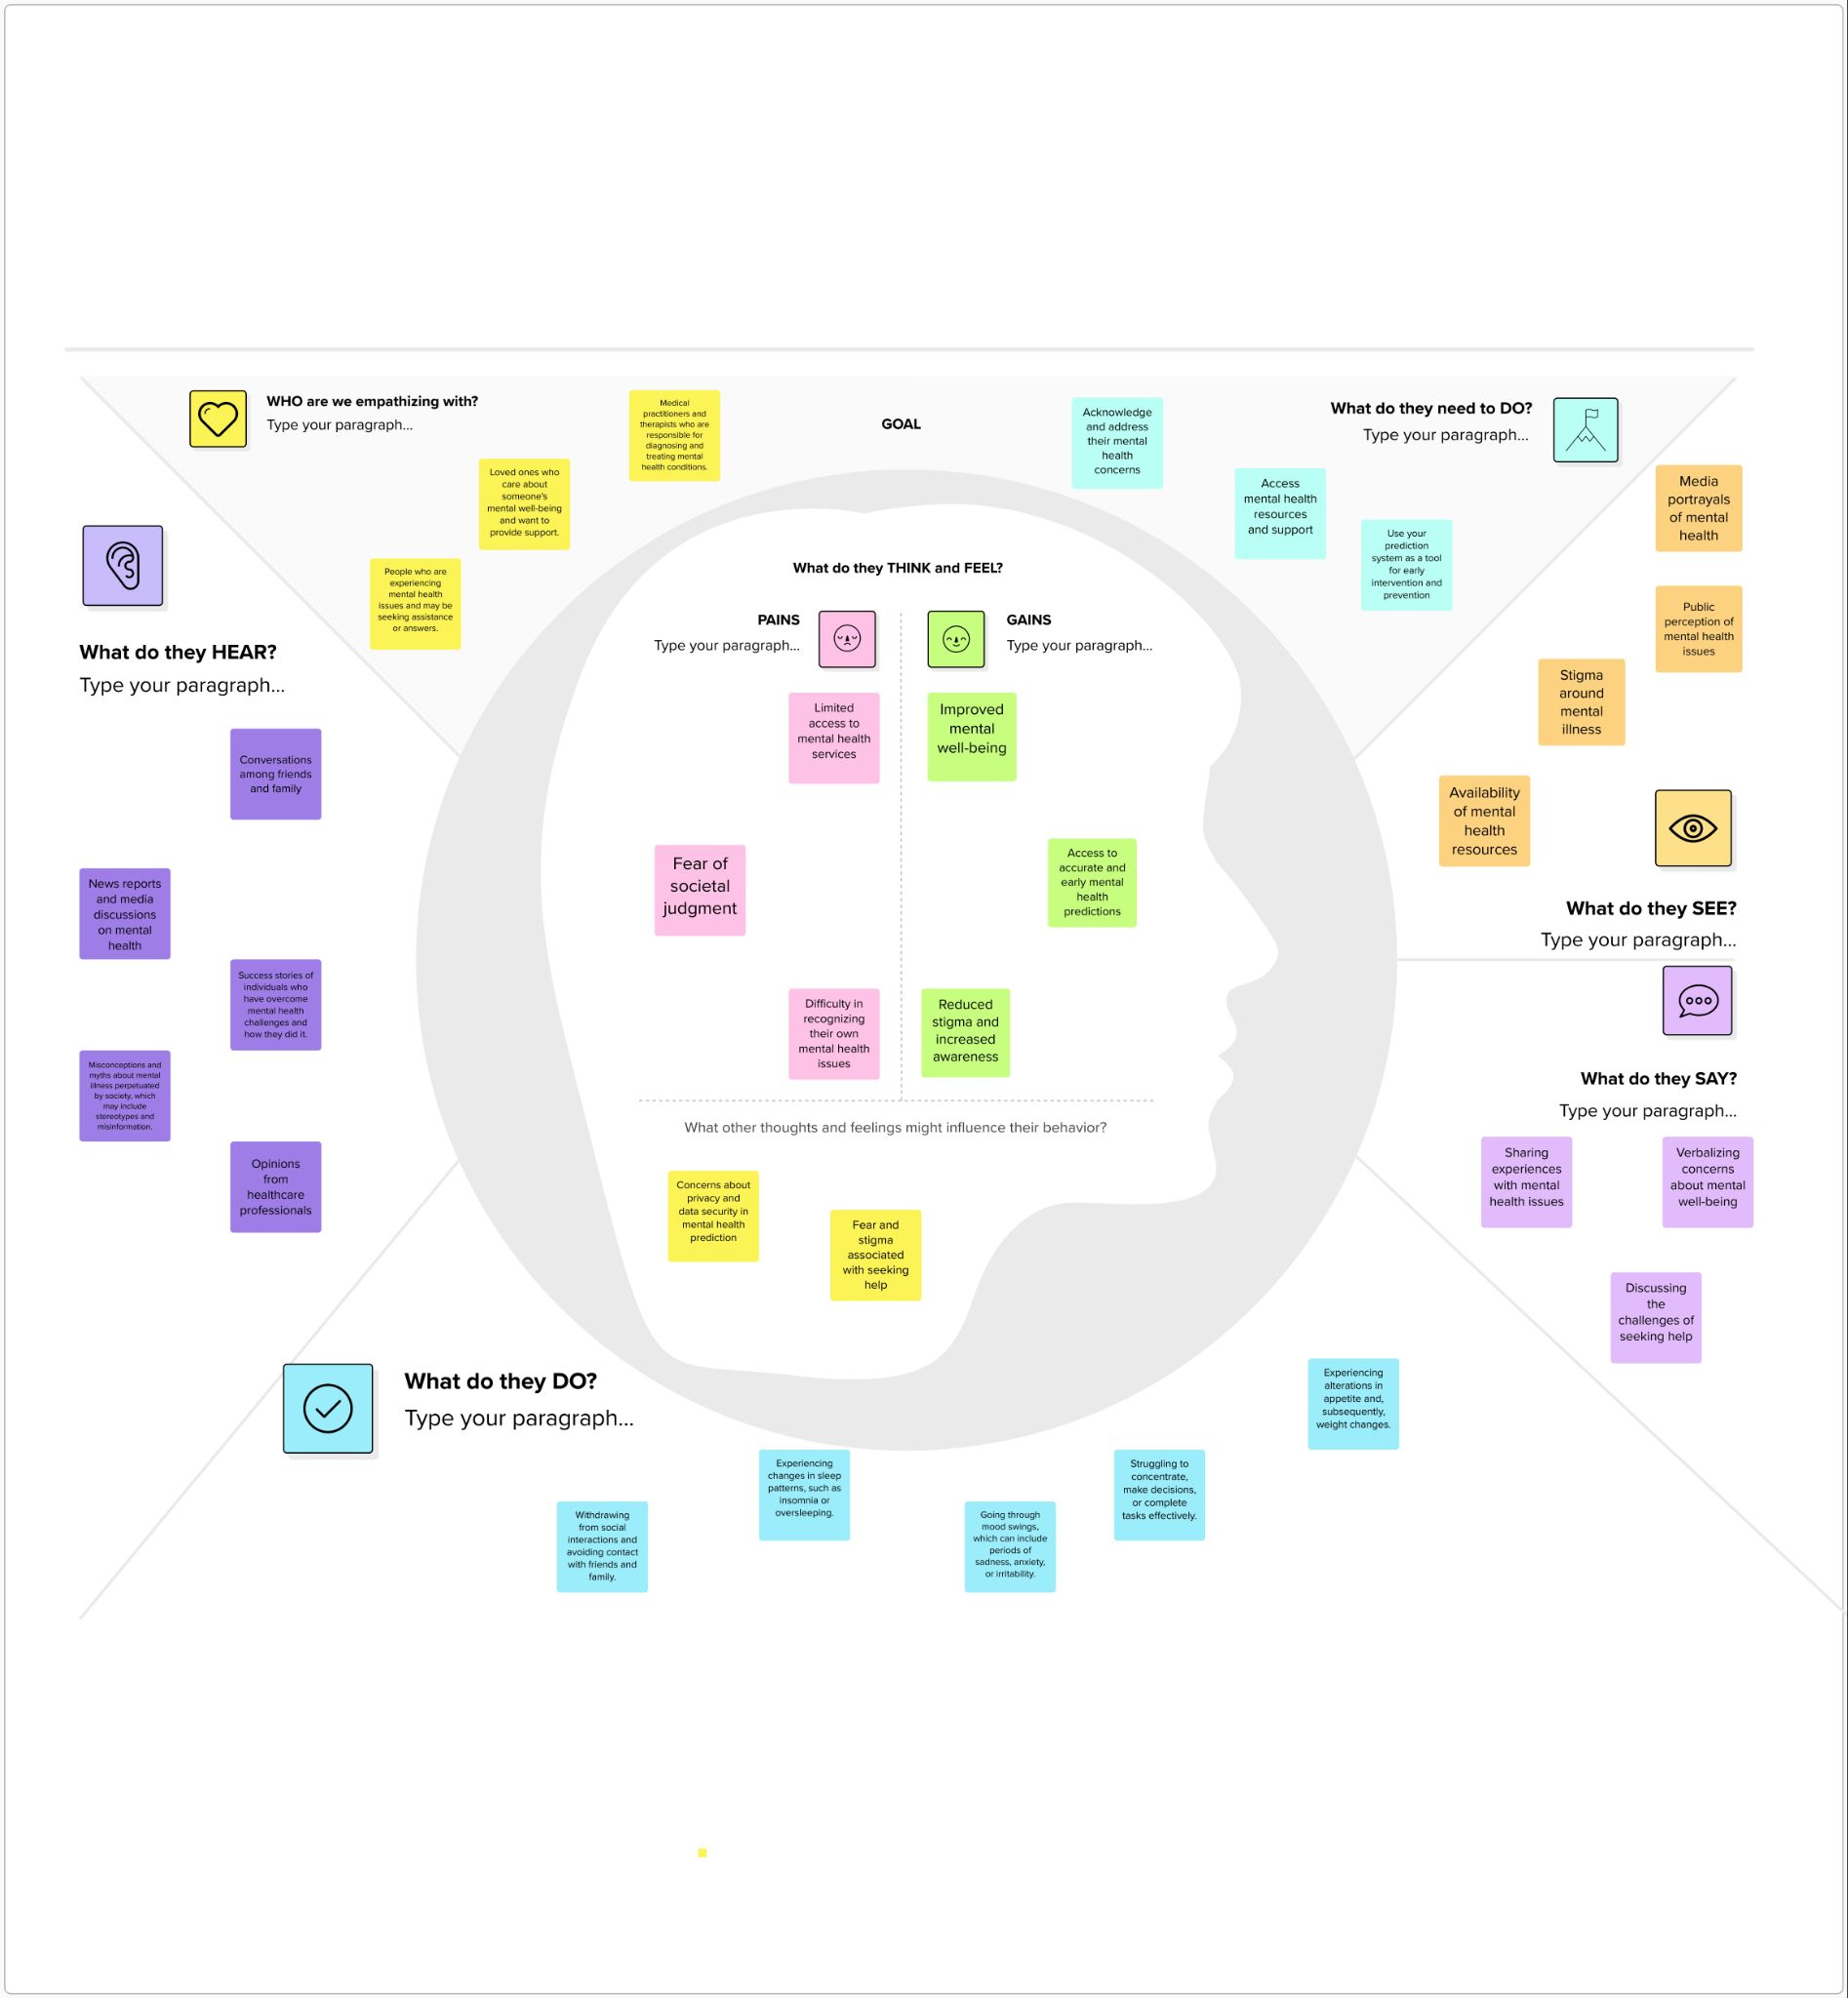 WHO are we empathizing with?
Type your paragraph...
Medical
practitioners and
therapists who are
responsible for
diagnosing and
treating mental
health conditions.
Loved ones who
care about
someone's
mental well-being
and want to
provide support.
People who are
experiencing
mental health
issues and may be
seeking assistance
or answers.
GOAL
What do they need to DO?
Type your paragraph...
Acknowledge
and address
their mental
health
concerns
Access
mental health
resources
and support
Use your
prediction
system as a tool
for early
intervention and
prevention
Media
portrayals
of mental
health
Public
perception of
mental health
issues
Stigma
around
mental
illness
Availability
of mental
health
resources
What do they SEE?
Type your paragraph...
What do they HEAR?
Type your paragraph...
Conversations
among friends
and family
News reports
and media
discussions
on mental
health
Success stories of
individuals who
have overcome
mental health
challenges and
how they did it.
Misconceptions and
myths about mental
illness perpetuated
by society, which
may include
stereotypes and
misinformation.
Opinions
from
healthcare
professionals
What do they THINK and FEEL?
PAINS
Type your paragraph...
Limited
access to
mental health
services
Fear of
societal
judgment
Difficulty in
recognizing
their own
mental health
issues
GAINS
Type your paragraph...
Improved
mental
well-being
Access to
accurate and
early mental
health
predictions
Reduced
stigma and
increased
awareness
What other thoughts and feelings might influence their behavior?
Concerns about
privacy and
data security in
mental health
prediction
Fear and
stigma
associated
with seeking
help
What do they SAY?
Type your paragraph...
Sharing
experiences
with mental
health issues
Verbalizing
concerns
about mental
well-being
Discussing
the
challenges of
seeking help
What do they DO?
Type your paragraph...
Withdrawing
from social
interactions and
avoiding contact
with friends and
family.
Experiencing
changes in sleep
patterns, such as
insomnia or
oversleeping.
Going through
mood swings,
which can include
periods of
sadness, anxiety,
or irritability.
Struggling to
concentrate,
make decisions,
or complete
tasks effectively.
Experiencing
alterations in
appetite and,
subsequently,
weight changes.